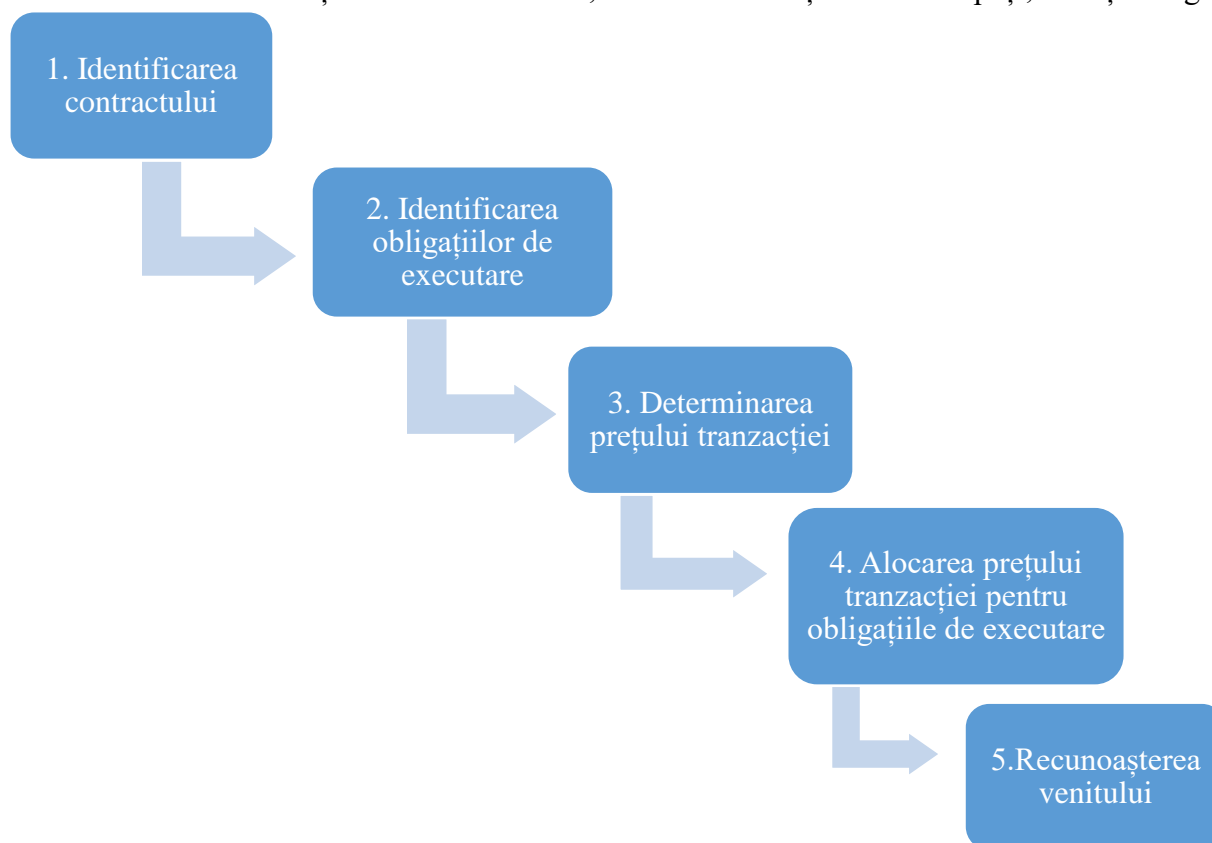 1. Identificarea
contractului
2. Identificarea
obligațiilor de
executare
3. Determinarea
prețului tranzacției
4. Alocarea prețului
tranzacției pentru
obligațiile de executare
5.Recunoașterea
venitului